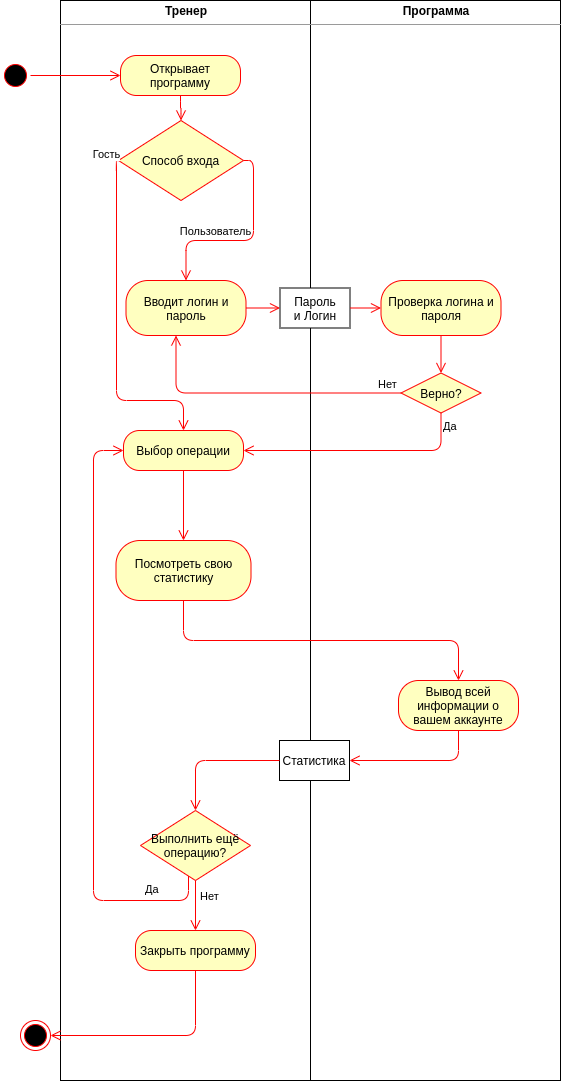 Тренер
Программа
Открывает
программу
Гость
Способ входа
Пользователь
Вводит логин и
пароль
Пароль
и Логин
Проверка логина и
пароля
Нет
Верно?
Да
Выбор операции
Посмотреть свою
статистику
Вывод всей
информации о
вашем аккаунте
Статистика
Выполнить ещё
операцию?
Да
Нет
Закрыть программу